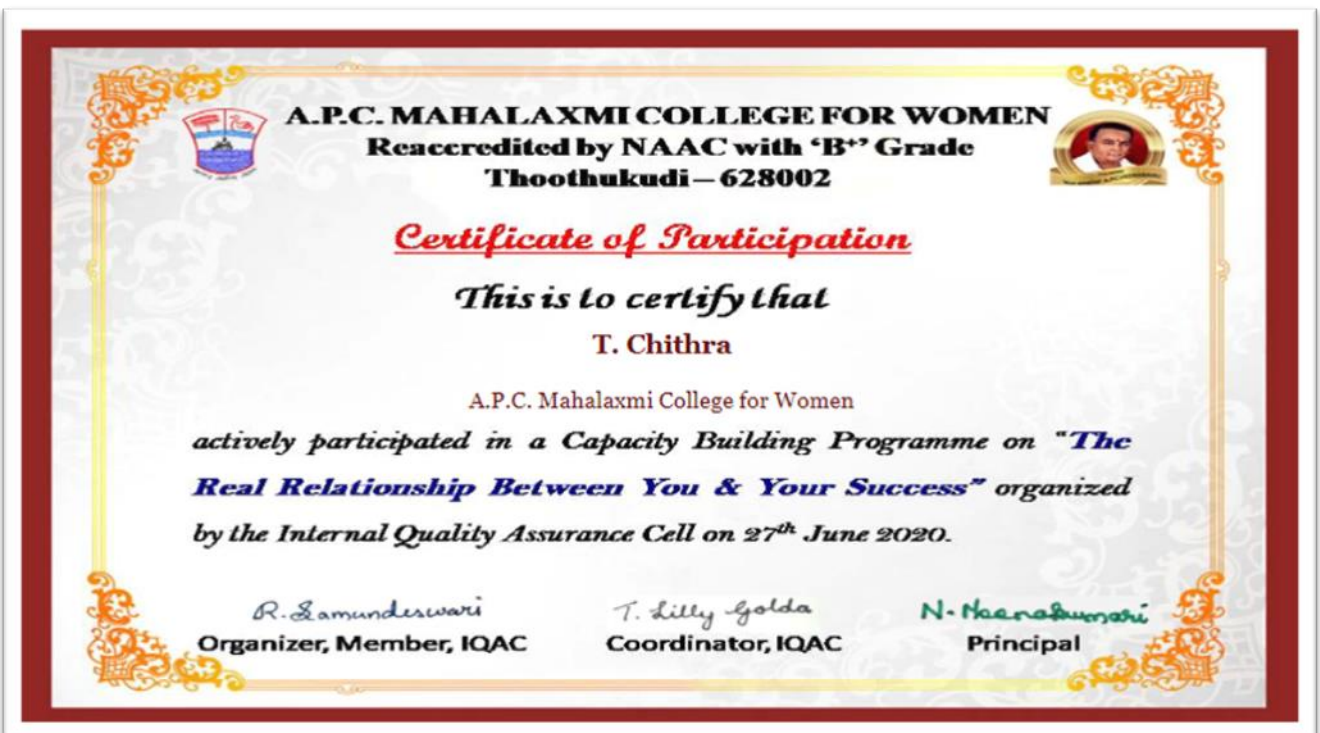 A.P.C. MAHALAXMI COLLEGE FOR WOMEN
Reaccredited by NAAC with ‘B⁺’ Grade
Thoothukudi – 628002
Certificate of Participation
This is to certify that
T. Chithra
A.P.C. Mahalaxmi College for Women
actively participated in a Capacity Building Programme on “The
Real Relationship Between You & Your Success” organized
by the Internal Quality Assurance Cell on 27th June 2020.
R. Samundeswari T. Lilly Golda N. Meenakumari
Organizer, Member, IQAC Coordinator, IQAC Principal